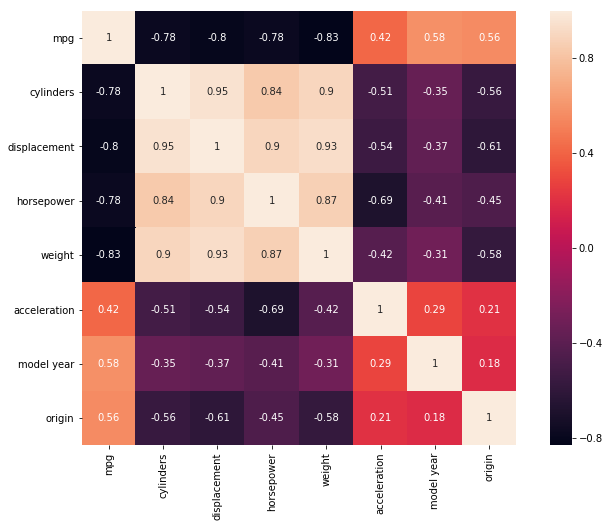 mpg 1 -0.78 -0.8 -0.78 -0.83 0.42 0.58 0.56
cylinders -0.78 1 0.95 0.84 0.9 -0.51 -0.35 -0.56
displacement -0.8 0.95 1 0.9 0.93 -0.54 -0.37 -0.61
horsepower -0.78 0.84 0.9 1 0.87 -0.69 -0.41 -0.45
weight -0.83 0.9 0.93 0.87 1 -0.42 -0.31 -0.58
acceleration 0.42 -0.51 -0.54 -0.69 -0.42 1 0.29 0.21
model year 0.58 -0.35 -0.37 -0.41 -0.31 0.29 1 0.18
origin 0.56 -0.56 -0.61 -0.45 -0.58 0.21 0.18 1
mpg
cylinders
displacement
horsepower
weight
acceleration
model year
origin
0.8
0.4
0.0
−0.4
−0.8